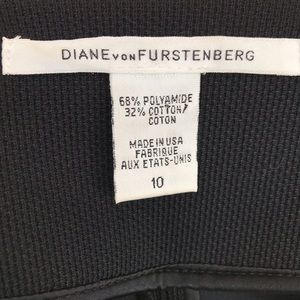 DIANE VON FURSTENBERG
68% POLYAMIDE
32% COTTON/
COTON
MADE IN USA
FABRIQUE
AUX ETATS-UNIS
10